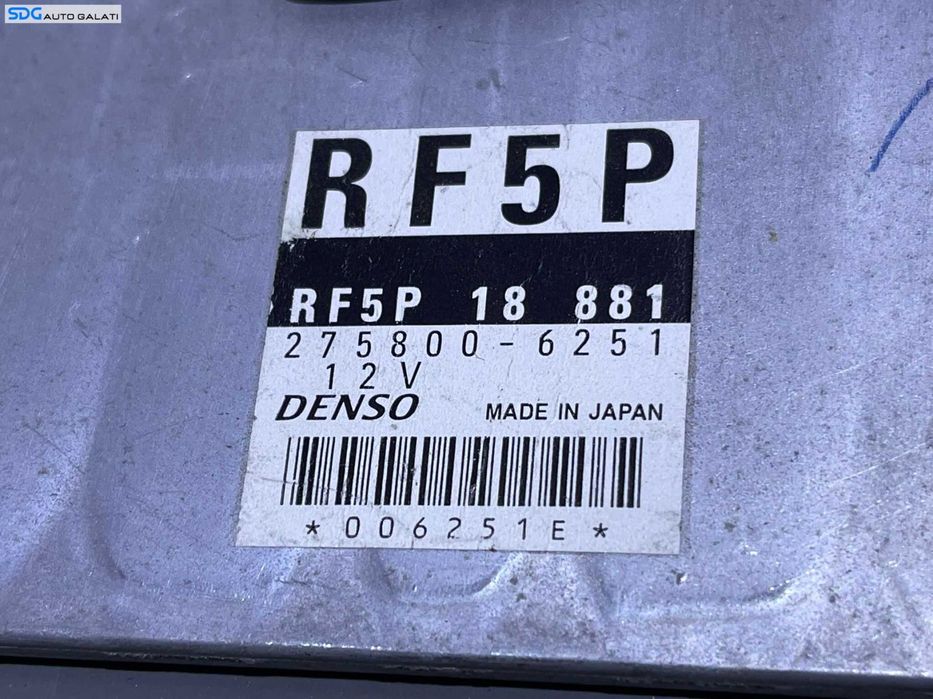 SDG AUTO GALATI
RF5P
RF5P 18 881
275800-6251
12V
DENSO MADE IN JAPAN
*006251E*